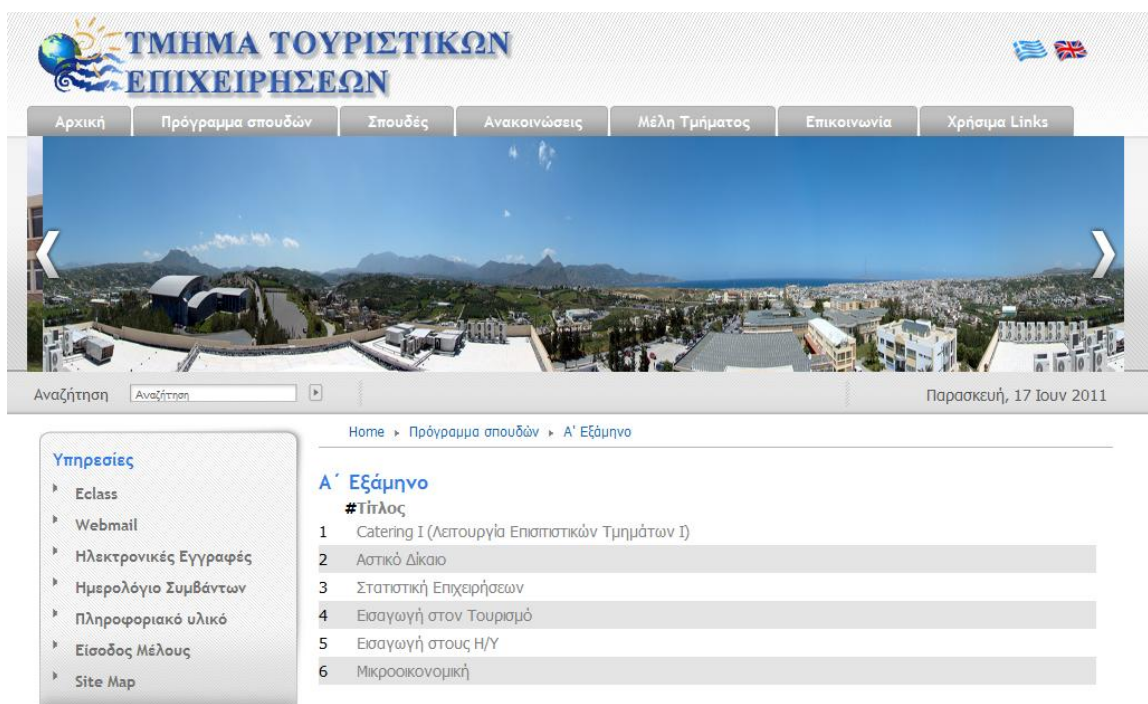 ΤΜΗΜΑ ΤΟΥΡΙΣΤΙΚΩΝ
ΕΠΙΧΕΙΡΗΣΕΩΝ
Αρχική Πρόγραμμα σπουδών Σπουδές Ανακοινώσεις Μέλη Τμήματος Επικοινωνία Χρήσιμα Links
Αναζήτηση Αναζήτηση Παρασκευή, 17 Ιουν 2011
Home ▸ Πρόγραμμα σπουδών ▸ Α' Εξάμηνο
Υπηρεσίες
Eclass
Webmail
Ηλεκτρονικές Εγγραφές
Ημερολόγιο Συμβάντων
Πληροφοριακό υλικό
Είσοδος Μέλους
Site Map
Α΄ Εξάμηνο
#Τίτλος
1 Catering I (Λειτουργία Επισιτιστικών Τμημάτων Ι)
2 Αστικό Δίκαιο
3 Στατιστική Επιχειρήσεων
4 Εισαγωγή στον Τουρισμό
5 Εισαγωγή στους Η/Υ
6 Μικροοικονομική